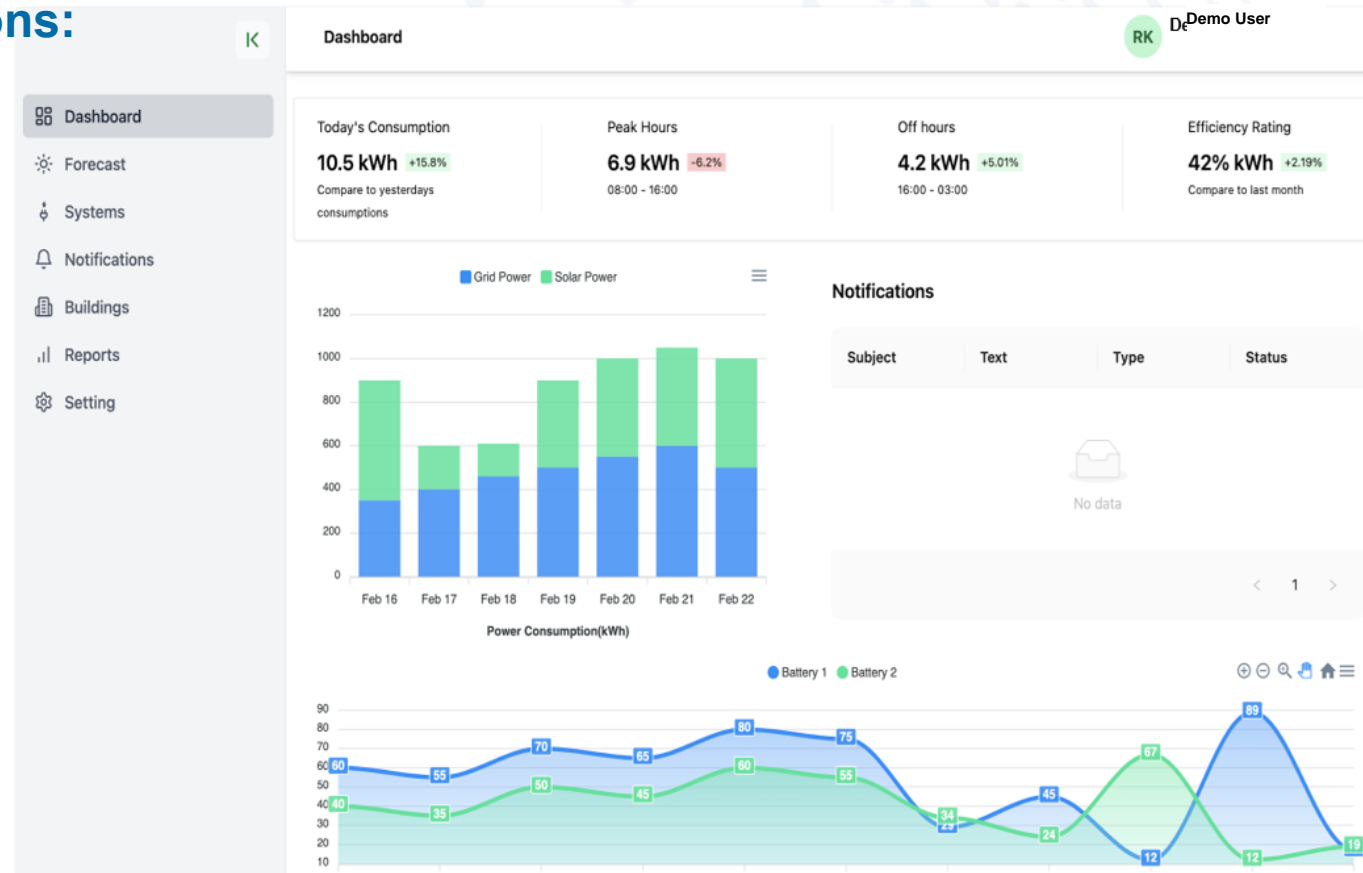 ons:
Dashboard
RK
Demo User
Dashboard
Forecast
Systems
Notifications
Buildings
Reports
Setting
Today's Consumption
10.5 kWh +15.8%
Compare to yesterdays
consumptions
Peak Hours
6.9 kWh -6.2%
08:00 - 16:00
Off hours
4.2 kWh +5.01%
16:00 - 03:00
Efficiency Rating
42% kWh +2.19%
Compare to last month
Grid Power Solar Power
1200
1000
800
600
400
200
0
Feb 16 Feb 17 Feb 18 Feb 19 Feb 20 Feb 21 Feb 22
Power Consumption(kWh)
Notifications
Subject Text Type Status
No data
< 1 >
Battery 1 Battery 2
90
80
70
60
50
40
30
20
10
60 55 70 65 80 75 45 12 89
40 35 50 45 60 55 34 24 67 12 19